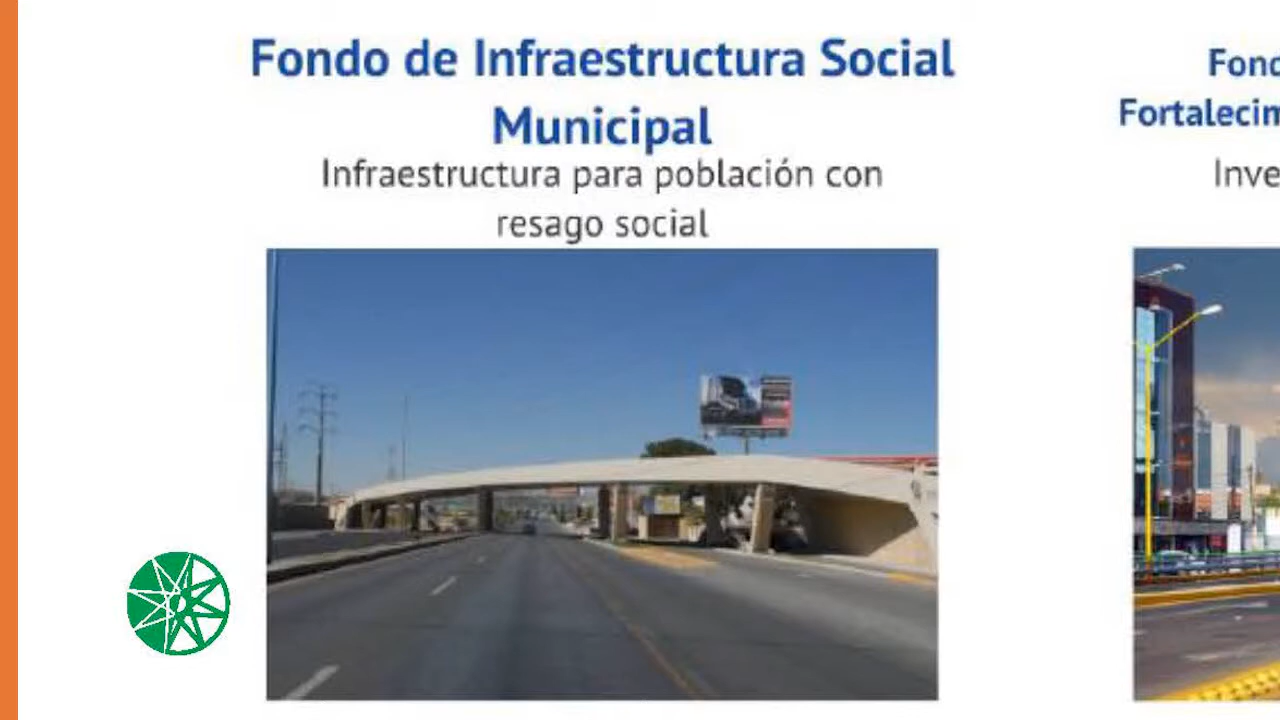 Fondo de Infraestructura Social
Municipal
Infraestructura para población con
resago social
Fond
Fortalecim
Inve